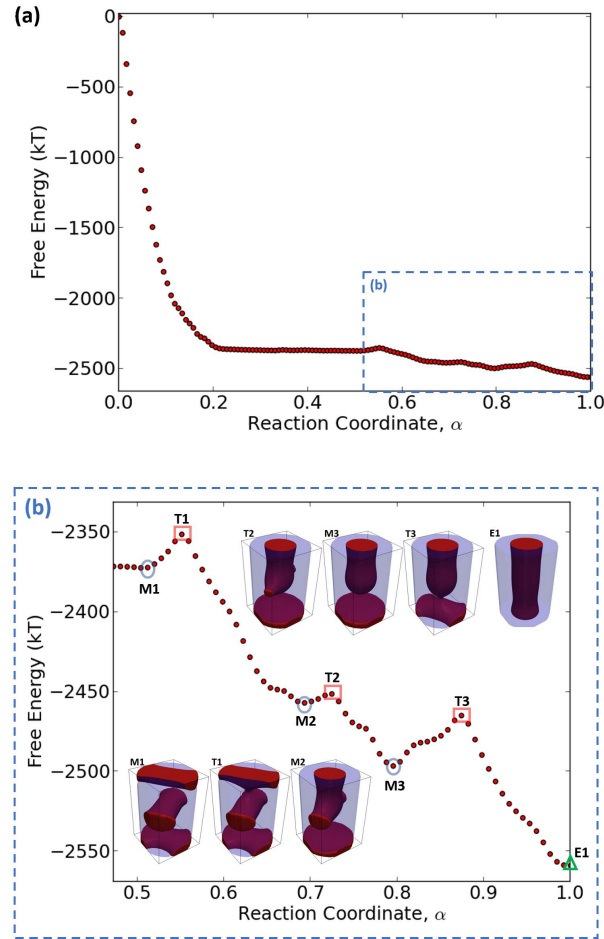 (a)
Free Energy (kT)
0
−500
−1000
−1500
−2000
−2500
(b)
0.0 0.2 0.4 0.6 0.8 1.0
Reaction Coordinate, α
(b)
Free Energy (kT)
−2350
−2400
−2450
−2500
−2550
T1
M1
T2 M3 T3 E1
T2
M2
T3
M3
M1 T1 M2
E1
0.5 0.6 0.7 0.8 0.9 1.0
Reaction Coordinate, α